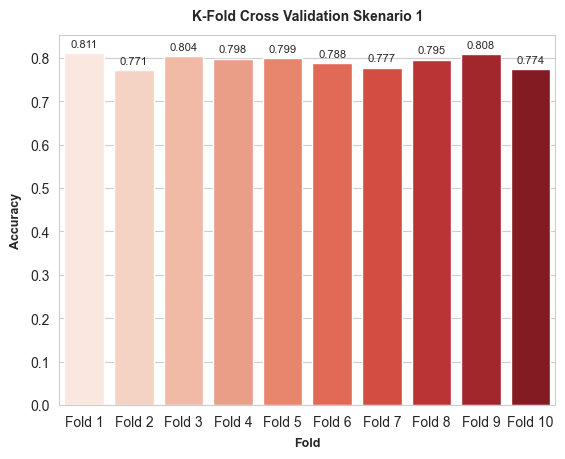 K-Fold Cross Validation Skenario 1
0.811 0.771 0.804 0.798 0.799 0.788 0.777 0.795 0.808 0.774
Accuracy
0.8
0.7
0.6
0.5
0.4
0.3
0.2
0.1
0.0
Fold 1 Fold 2 Fold 3 Fold 4 Fold 5 Fold 6 Fold 7 Fold 8 Fold 9 Fold 10
Fold